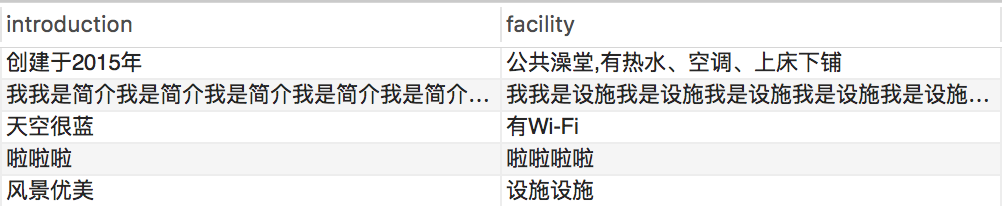 introduction facility
创建于2015年 公共澡堂,有热水、空调、上床下铺
我我是简介我是简介我是简介我是简介我是简介... 我我是设施我是设施我是设施我是设施我是设施...
天空很蓝 有Wi-Fi
啦啦啦 啦啦啦啦
风景优美 设施设施